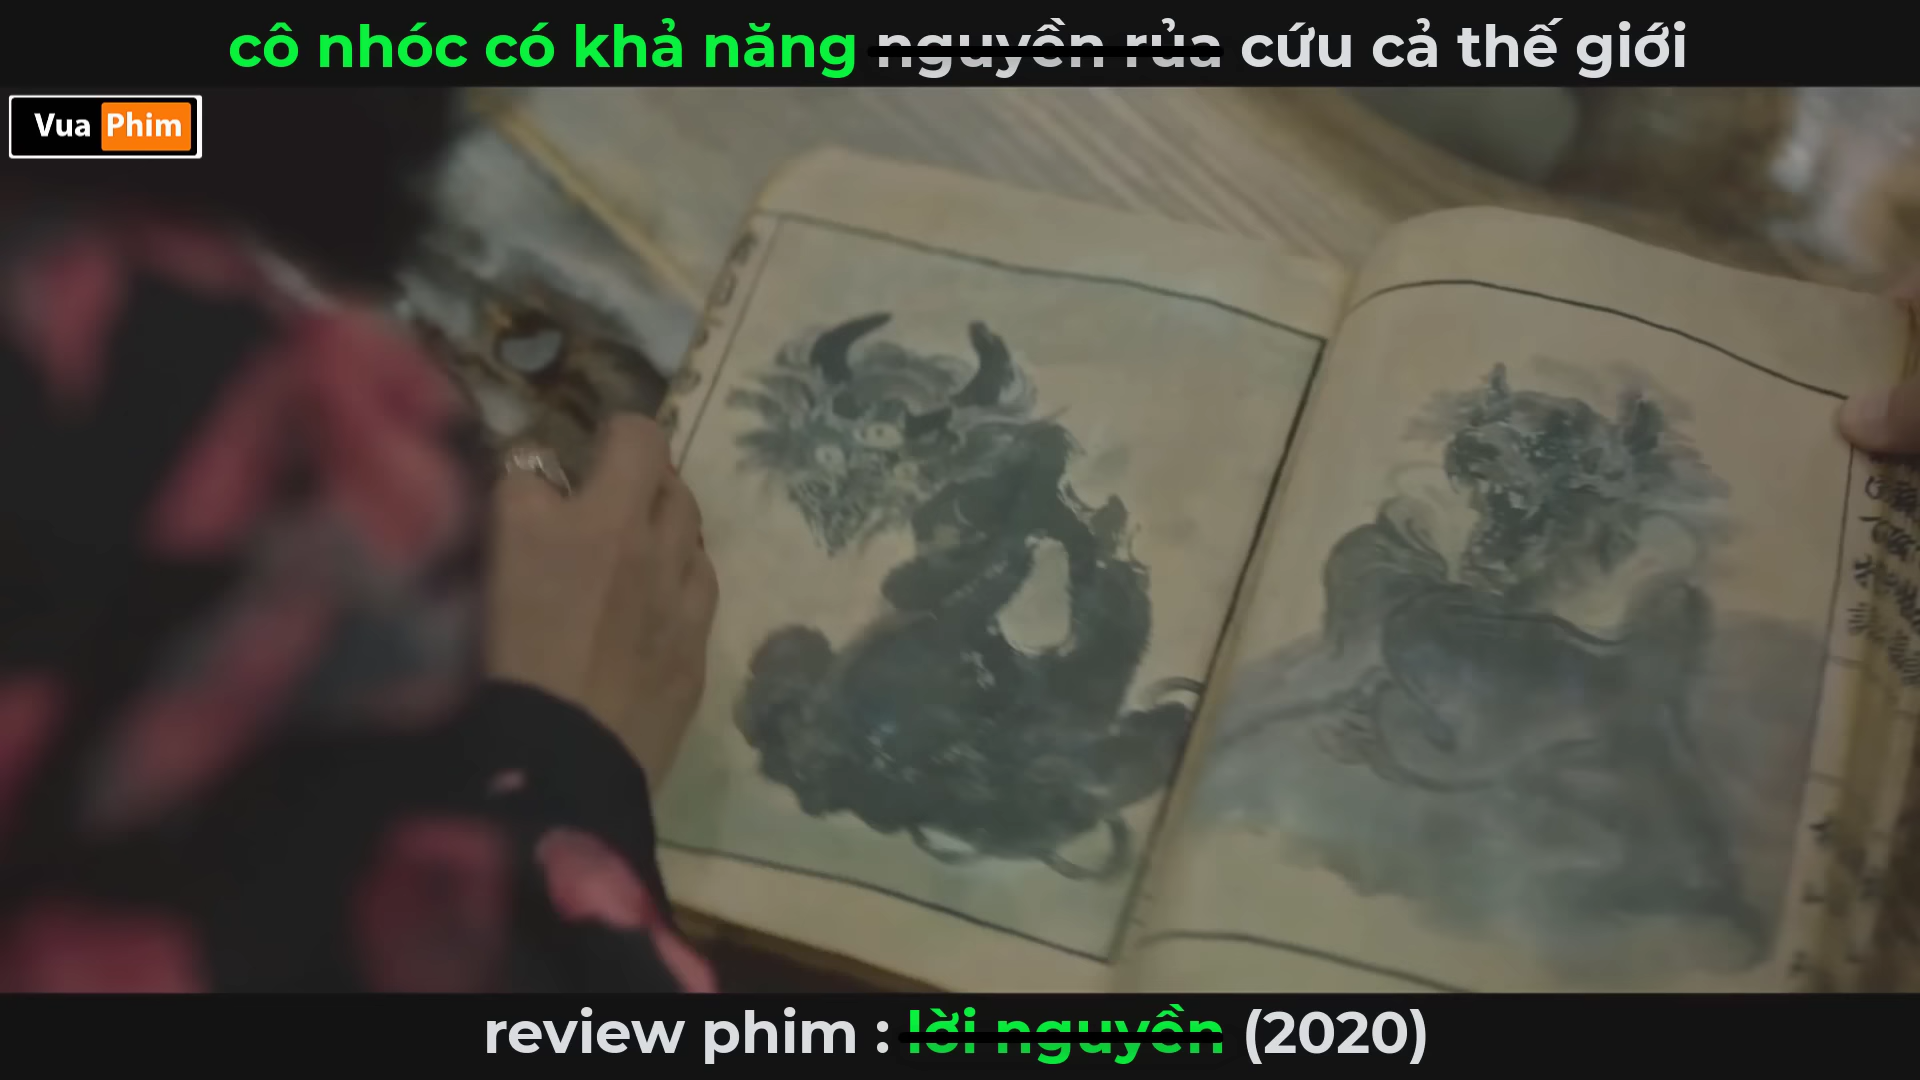 cô nhóc có khả năng nguyền rủa cứu cả thế giới
Vua Phim
review phim : lời nguyền (2020)